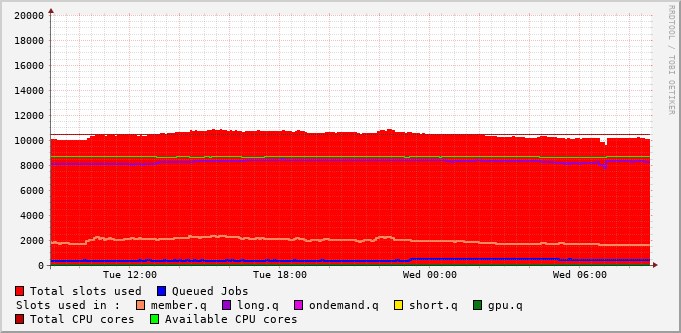 20000
18000
16000
14000
12000
10000
8000
6000
4000
2000
0
Tue 12:00 Tue 18:00 Wed 00:00 Wed 06:00
RRDTOOL / TOBI OETIKER
Total slots used Queued Jobs
Slots used in : member.q long.q ondemand.q short.q gpu.q
Total CPU cores Available CPU cores